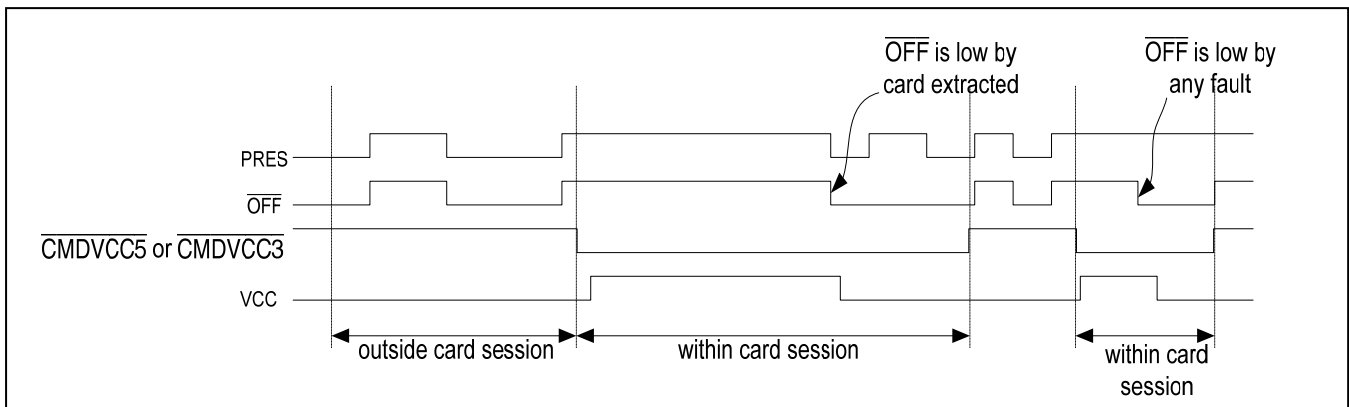 OFF is low by
card extracted
OFF is low by
any fault
PRES
OFF
CMDVCC5 or CMDVCC3
VCC
outside card session
within card session
within card
session